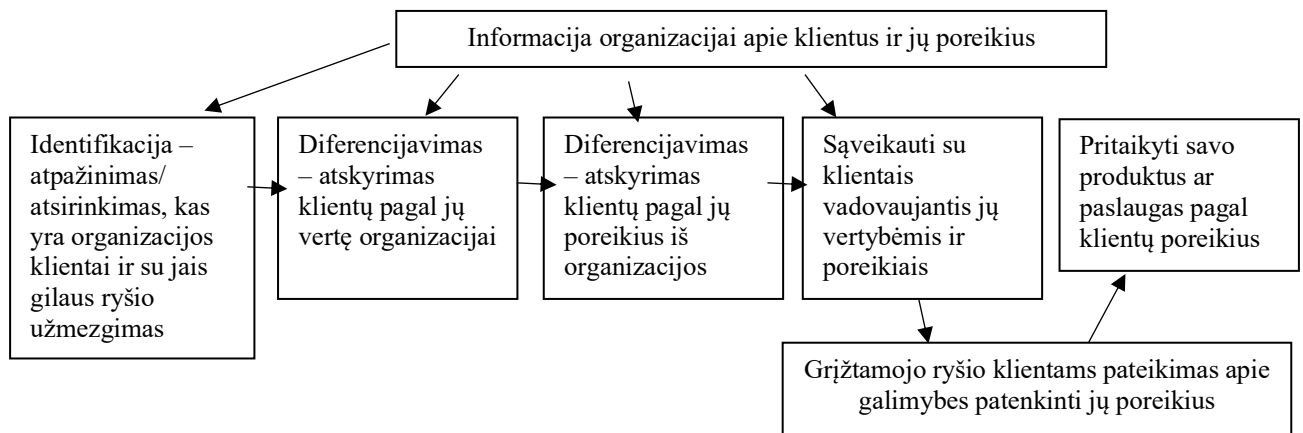 Informacija organizacijai apie klientus ir jų poreikius
Identifikacija –
atpažinimas/
atsirinkimas, kas
yra organizacijos
klientai ir su jais
gilaus ryšio
užmezgimas
Diferencijavimas
– atskyrimas
klientų pagal jų
vertę organizacijai
Diferencijavimas
– atskyrimas
klientų pagal jų
poreikius iš
organizacijos
Sąveikauti su
klientais
vadovaujantis jų
vertybėmis ir
poreikiais
Pritaikyti savo
produktus ar
paslaugas pagal
klientų poreikius
Grįžtamojo ryšio klientams pateikimas apie
galimybes patenkinti jų poreikius